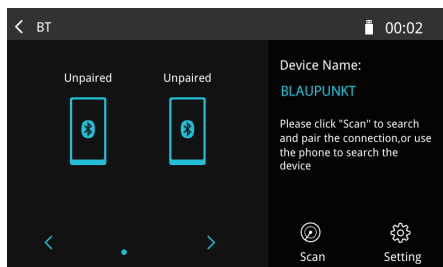 BT
00:02
Unpaired
Unpaired
Device Name:
BLAUPUNKT
Please click "Scan" to search
and pair the connection,or use
the phone to search the
device
Scan
Setting